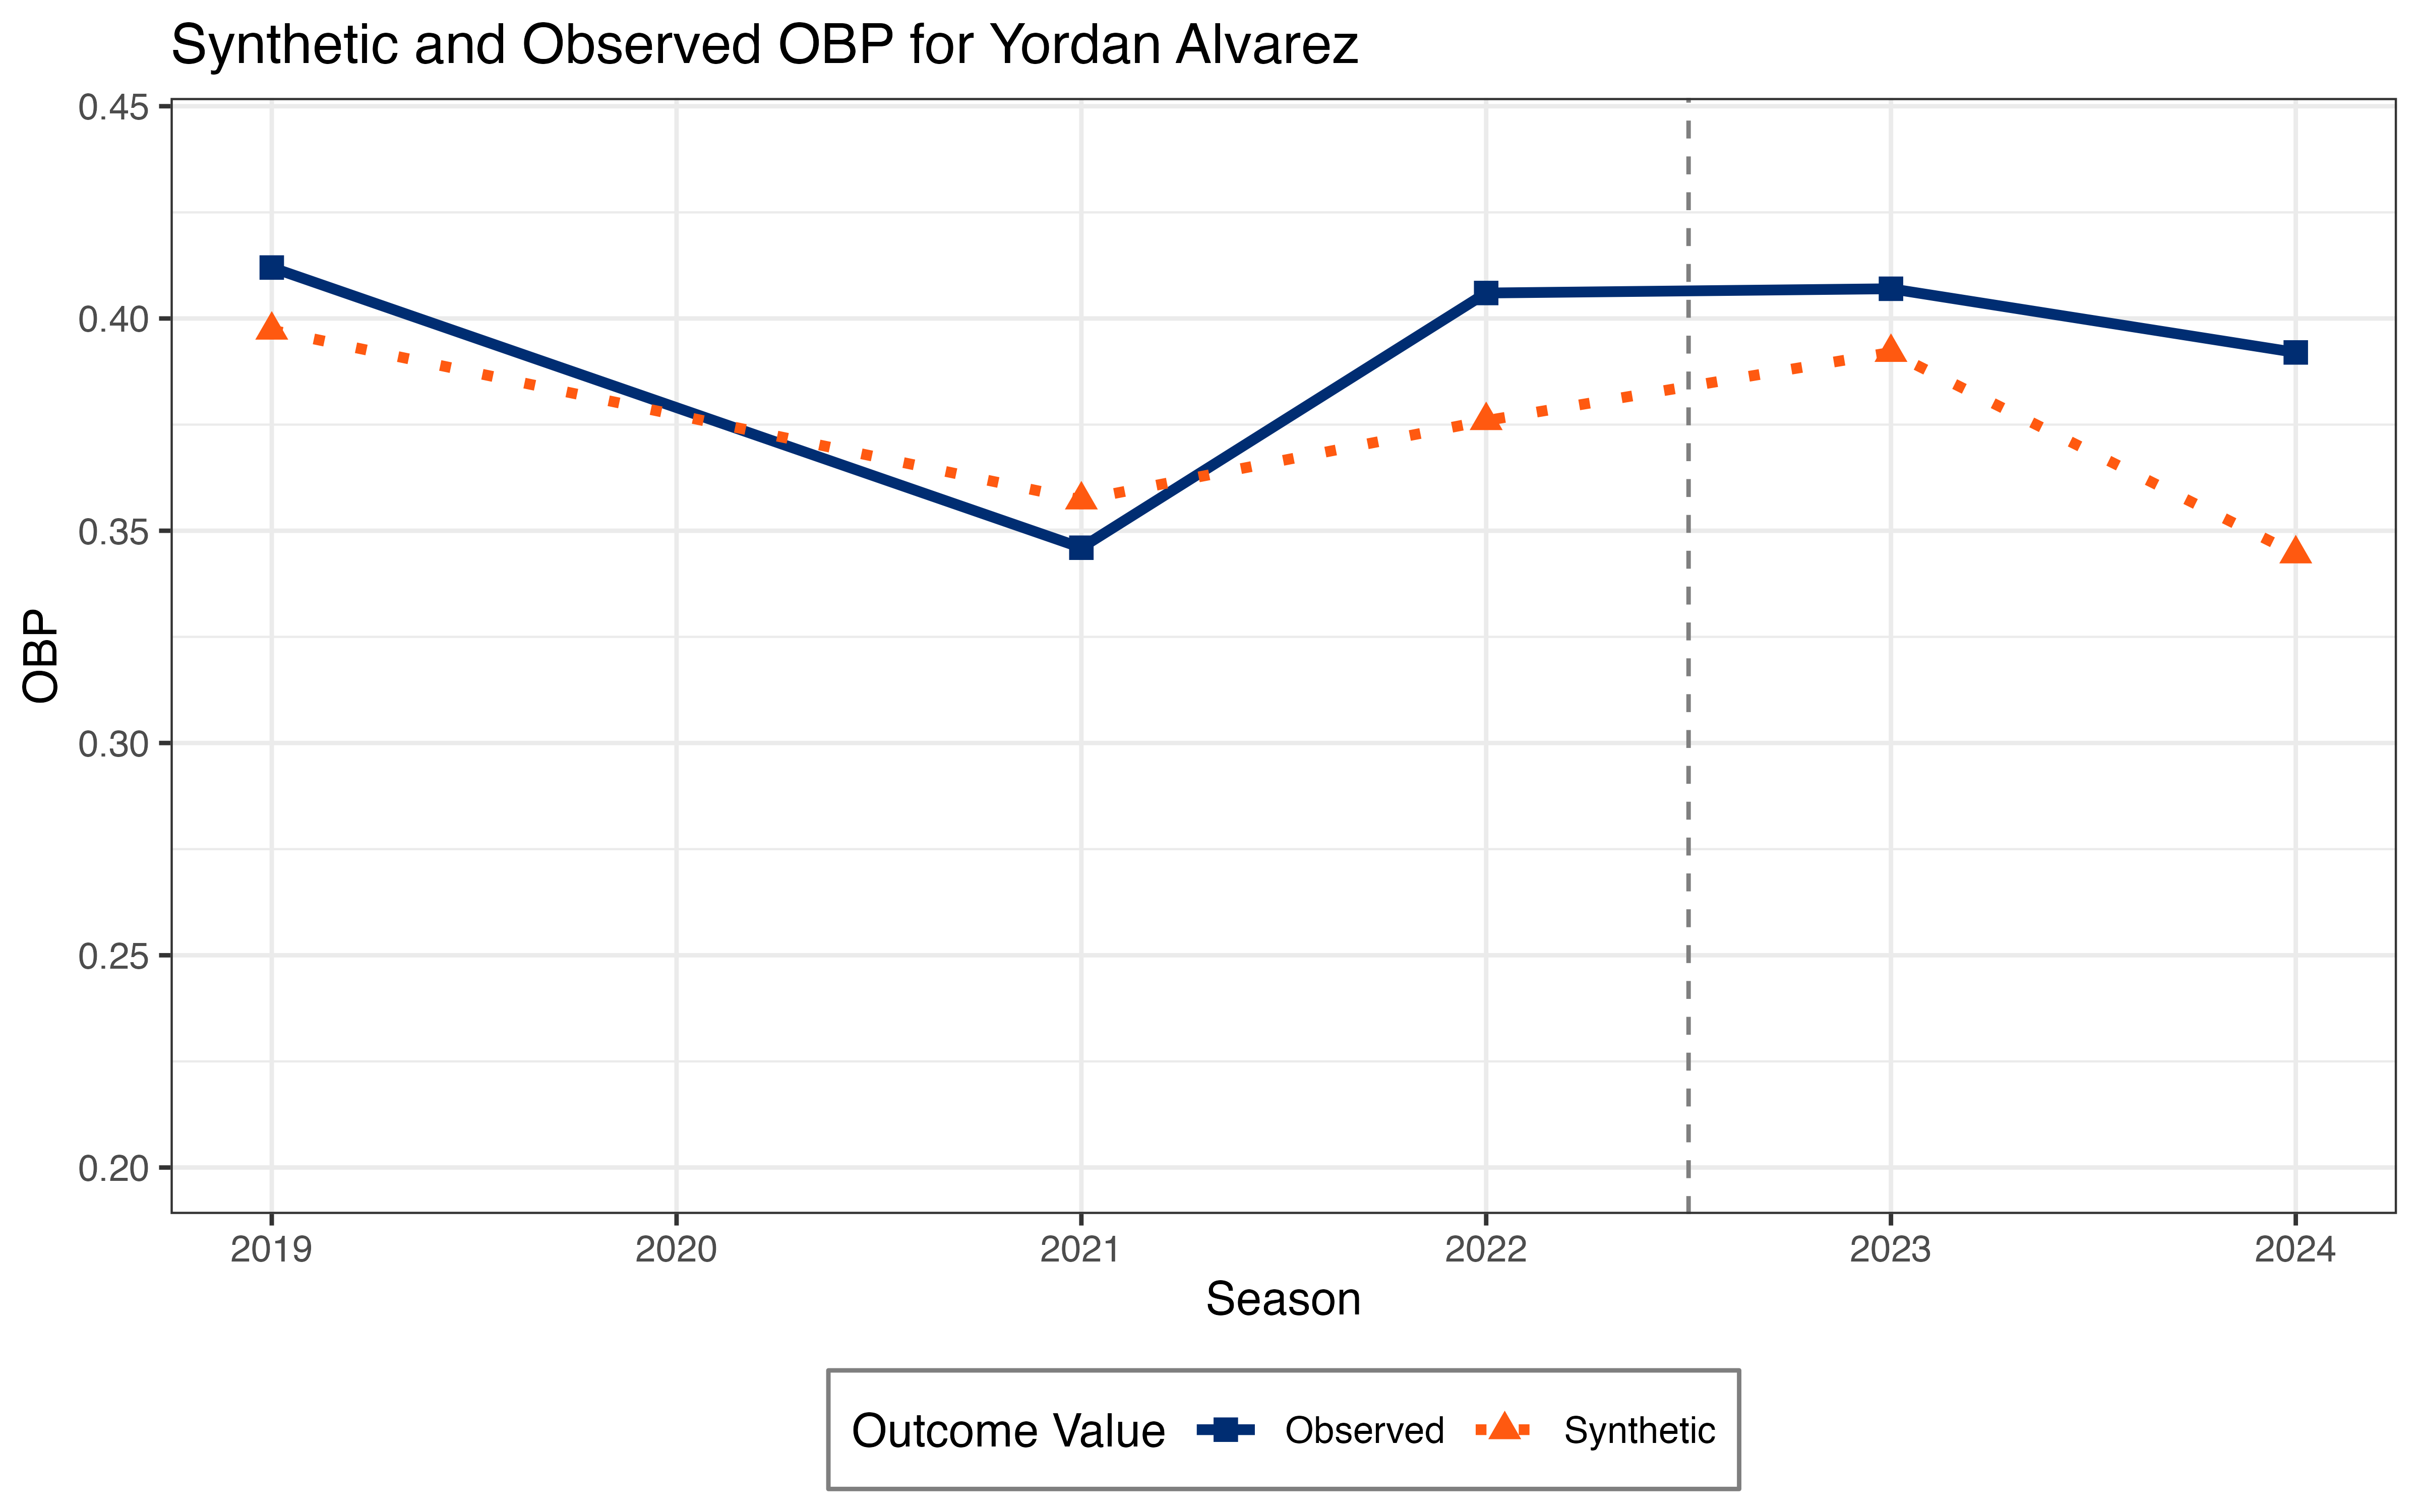 Synthetic and Observed OBP for Yordan Alvarez
0.45
0.40
0.35
0.30
0.25
0.20
OBP
2019 2020 2021 2022 2023 2024
Season
Outcome Value Observed Synthetic